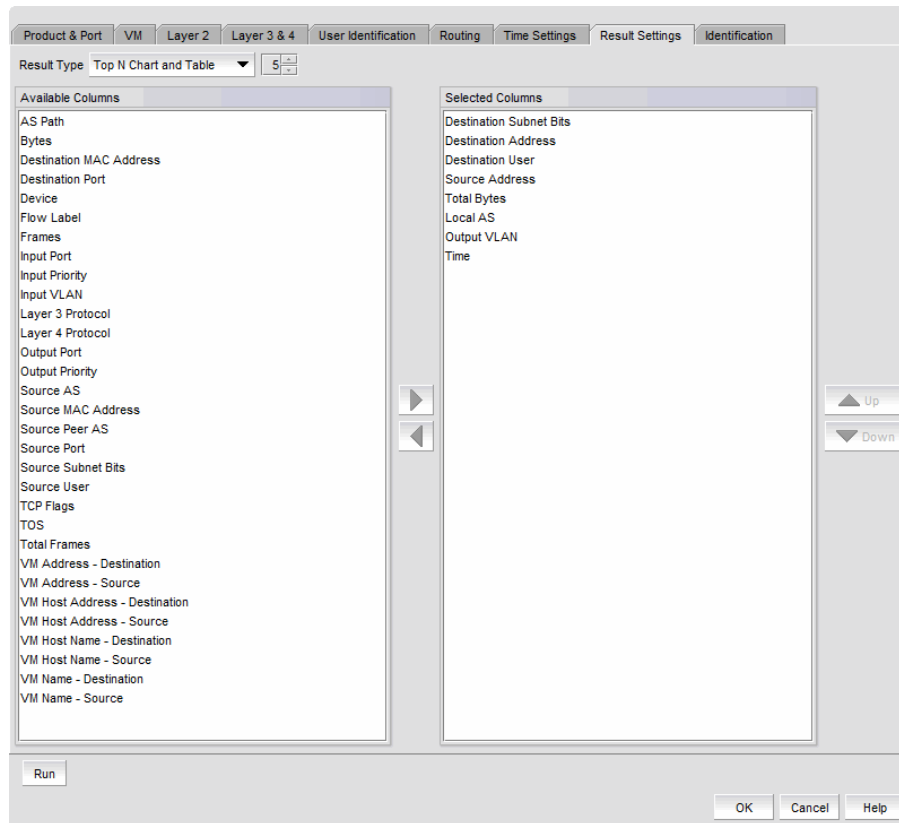 Product & Port VM Layer 2 Layer 3 & 4 User Identification Routing Time Settings Result Settings Identification
Result Type Top N Chart and Table 5
Available Columns
AS Path
Bytes
Destination MAC Address
Destination Port
Device
Flow Label
Frames
Input Port
Input Priority
Input VLAN
Layer 3 Protocol
Layer 4 Protocol
Output Port
Output Priority
Source AS
Source MAC Address
Source Peer AS
Source Port
Source Subnet Bits
Source User
TCP Flags
TOS
Total Frames
VM Address - Destination
VM Address - Source
VM Host Address - Destination
VM Host Address - Source
VM Host Name - Destination
VM Host Name - Source
VM Name - Destination
VM Name - Source
Selected Columns
Destination Subnet Bits
Destination Address
Destination User
Source Address
Total Bytes
Local AS
Output VLAN
Time
Up
Down
Run
OK Cancel Help